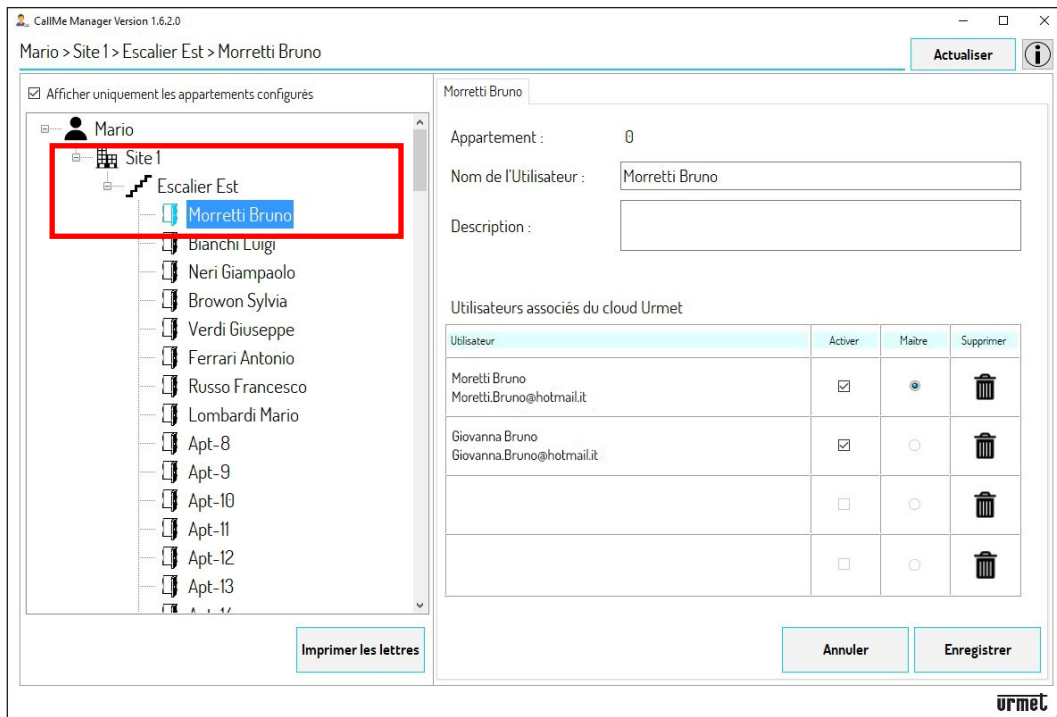 CallMe Manager Version 1.6.2.0
Mario > Site 1 > Escalier Est > Morretti Bruno
Actualiser
Afficher uniquement les appartements configurés
Mario
Site 1
Escalier Est
Morretti Bruno
Bianchi Luigi
Neri Giampaolo
Browon Sylvia
Verdi Giuseppe
Ferrari Antonio
Russo Francesco
Lombardi Mario
Apt-8
Apt-9
Apt-10
Apt-11
Apt-12
Apt-13
Imprimer les lettres
Morretti Bruno
Appartement : 0
Nom de l'Utilisateur : Morretti Bruno
Description :
Utilisateurs associés du cloud Urmet
Utilisateur Activer Maitre Supprimer
Moretti Bruno
Moretti.Bruno@hotmail.it
Giovanna Bruno
Giovanna.Bruno@hotmail.it
Annuler Enregistrer
urmet